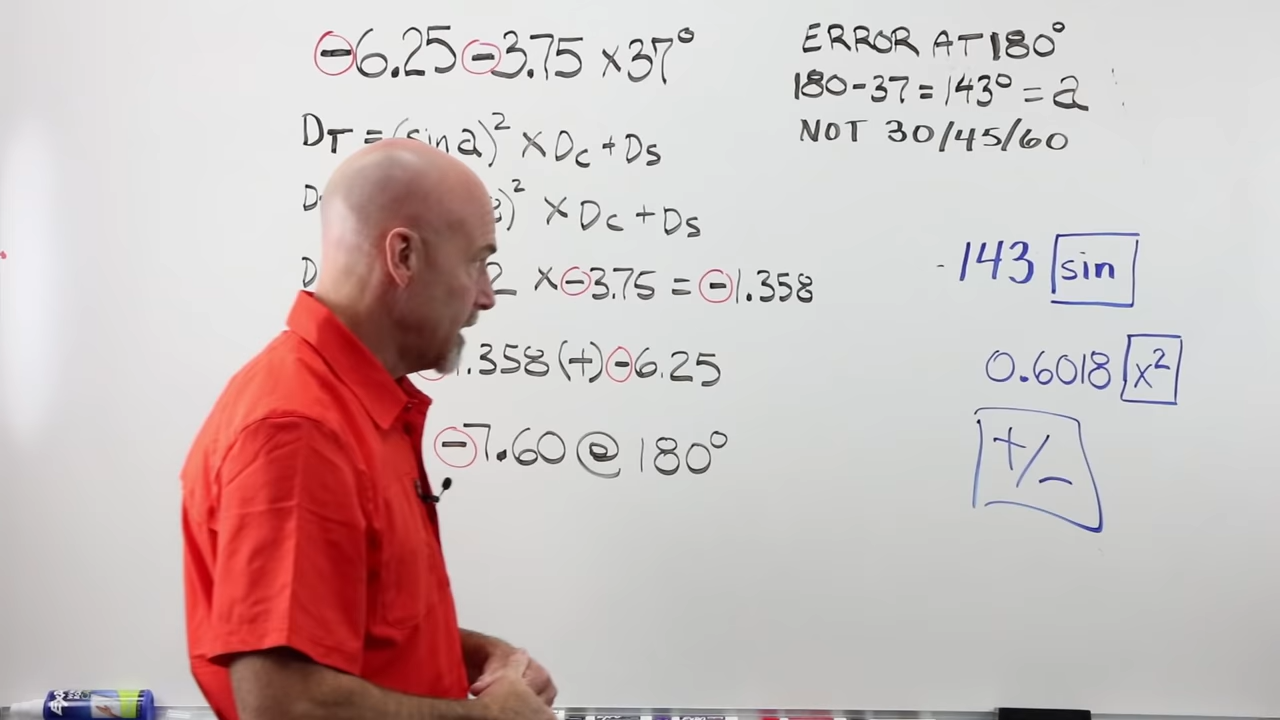 -6.25 -3.75 x37°
DT = (sin a)² x Dc + Ds
D )² x Dc + Ds
D 2 x -3.75 = -1.358
.358 (+) -6.25
-7.60 @ 180°
ERROR AT 180°
180-37 = 143° = a
NOT 30/45/60
143 sin
0.6018 x²
+/-